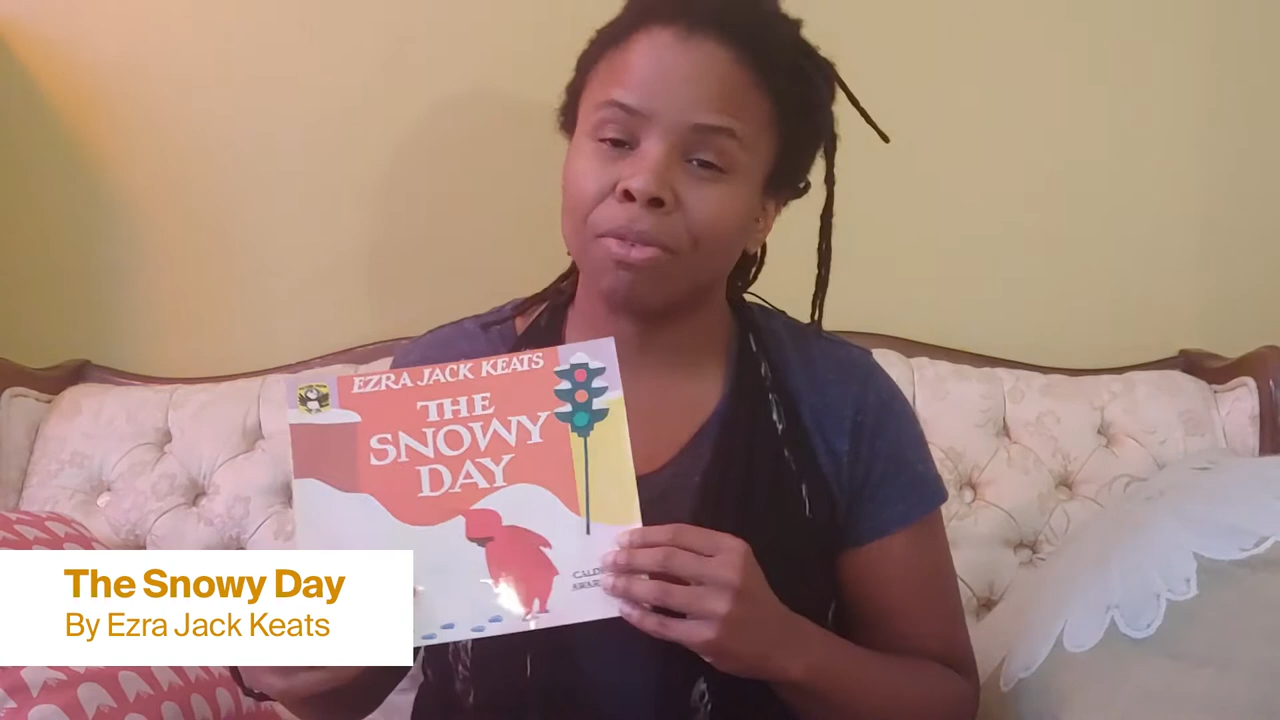 EZRA JACK KEATS
THE
SNOWY
DAY
The Snowy Day
By Ezra Jack Keats